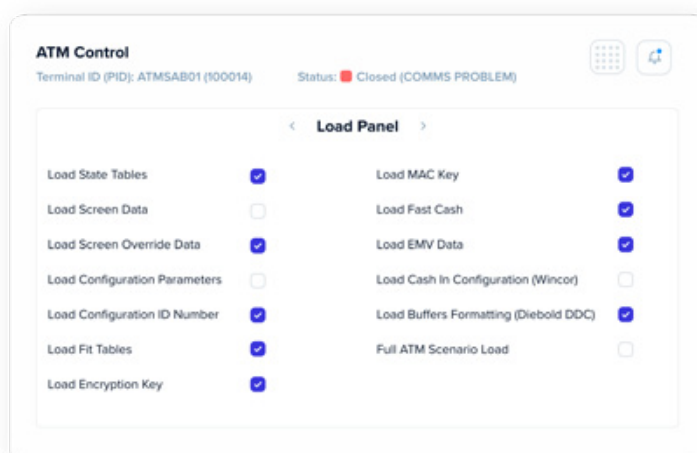 ATM Control
Terminal ID (PID): ATMSAB01 (100014)
Status: Closed (COMMS PROBLEM)
Load Panel
Load State Tables
Load Screen Data
Load Screen Override Data
Load Configuration Parameters
Load Configuration ID Number
Load Fit Tables
Load Encryption Key
Load MAC Key
Load Fast Cash
Load EMV Data
Load Cash In Configuration (Wincor)
Load Buffers Formatting (Diebold DDC)
Full ATM Scenario Load